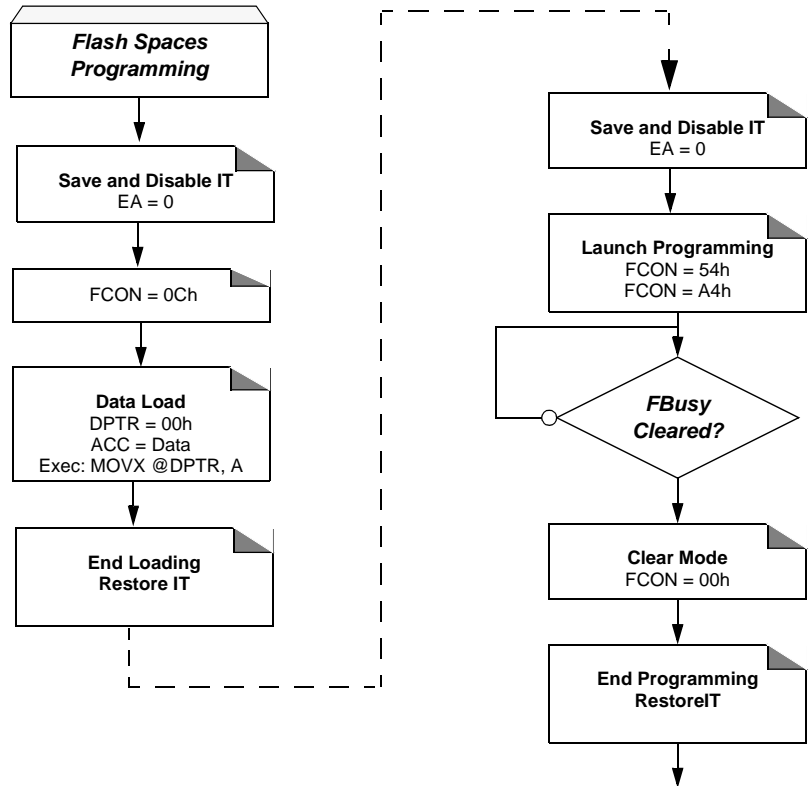 Flash Spaces
Programming
Save and Disable IT
EA = 0
FCON = 0Ch
Data Load
DPTR = 00h
ACC = Data
Exec: MOVX @DPTR, A
End Loading
Restore IT
Save and Disable IT
EA = 0
Launch Programming
FCON = 54h
FCON = A4h
FBusy
Cleared?
Clear Mode
FCON = 00h
End Programming
RestoreIT